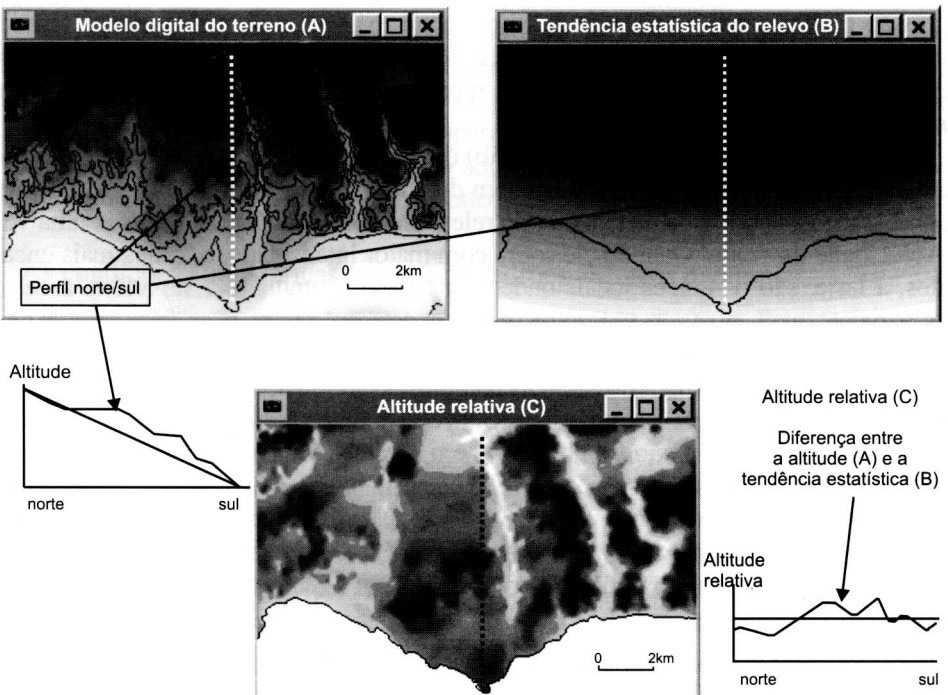 Modelo digital do terreno (A)
Tendência estatística do relevo (B)
0 2km
Perfil norte/sul
Altitude
norte sul
Altitude relativa (C)
0 2km
Altitude relativa (C)
Diferença entre
a altitude (A) e a
tendência estatística (B)
Altitude
relativa
norte sul